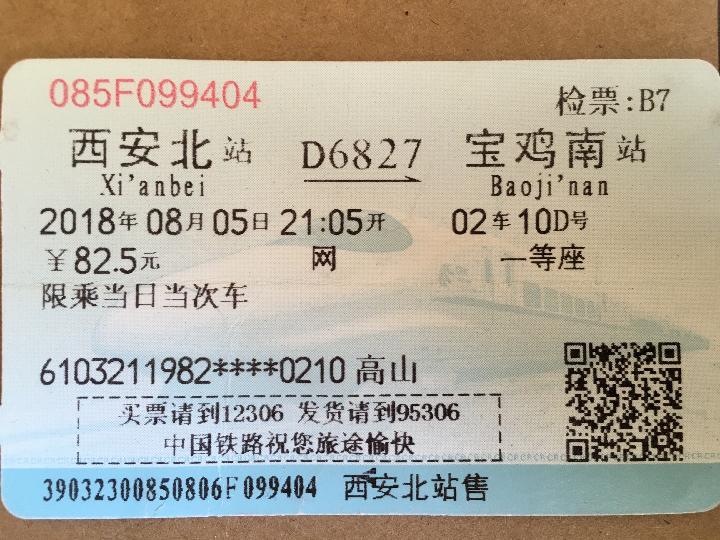 085F099404 检票:B7
西安北站 D6827 宝鸡南站
Xi'anbei Baoji'nan
2018年08月05日21:05开 02车10D号
￥82.5元 网 一等座
限乘当日当次车
6103211982****0210高山
买票请到12306 发货请到95306
中国铁路祝您旅途愉快
39032300850806F099404 西安北站售